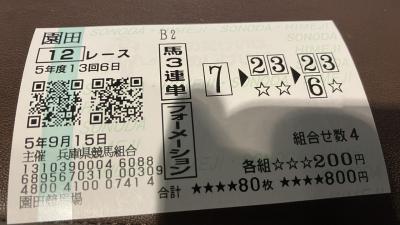 園田 B2
12レース
5年度13回6日
5年9月15日
主催 兵庫県競馬組合
1310390004 6088
6895670310 00309
4800 4100 0741 4
園田競馬場
馬3連単
フォーメーション
7▶23▶23
☆☆ 6☆
組合せ数4
各組☆☆☆200円
合計 ★★★★80枚 ★★★★800円
SONODA HIMEJI